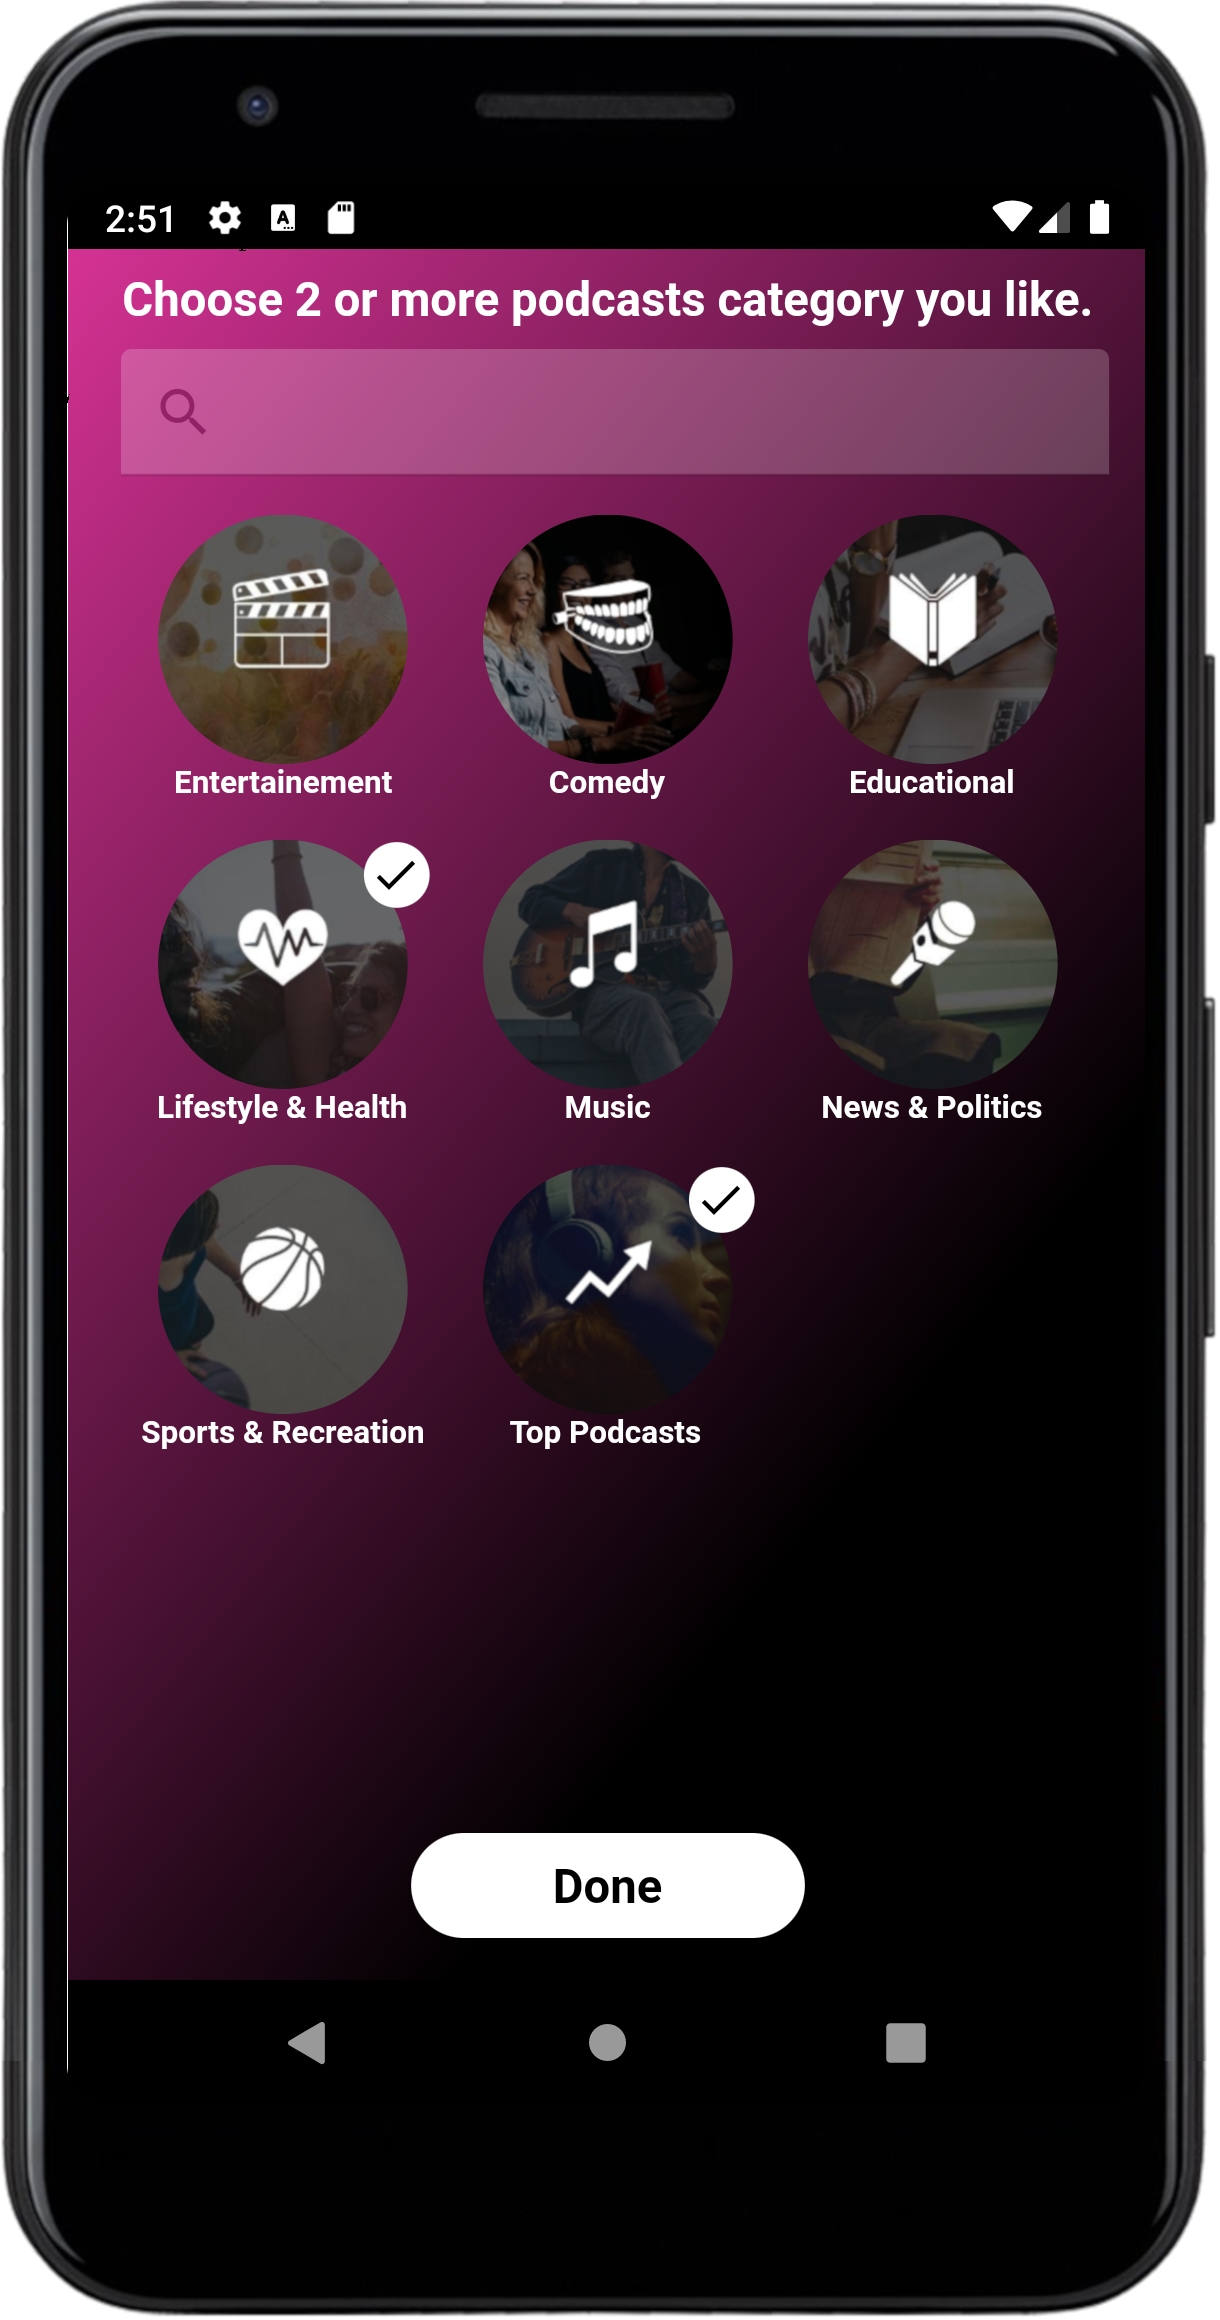 2:51
Choose 2 or more podcasts category you like.
Entertainement
Comedy
Educational
Lifestyle & Health
Music
News & Politics
Sports & Recreation
Top Podcasts
Done